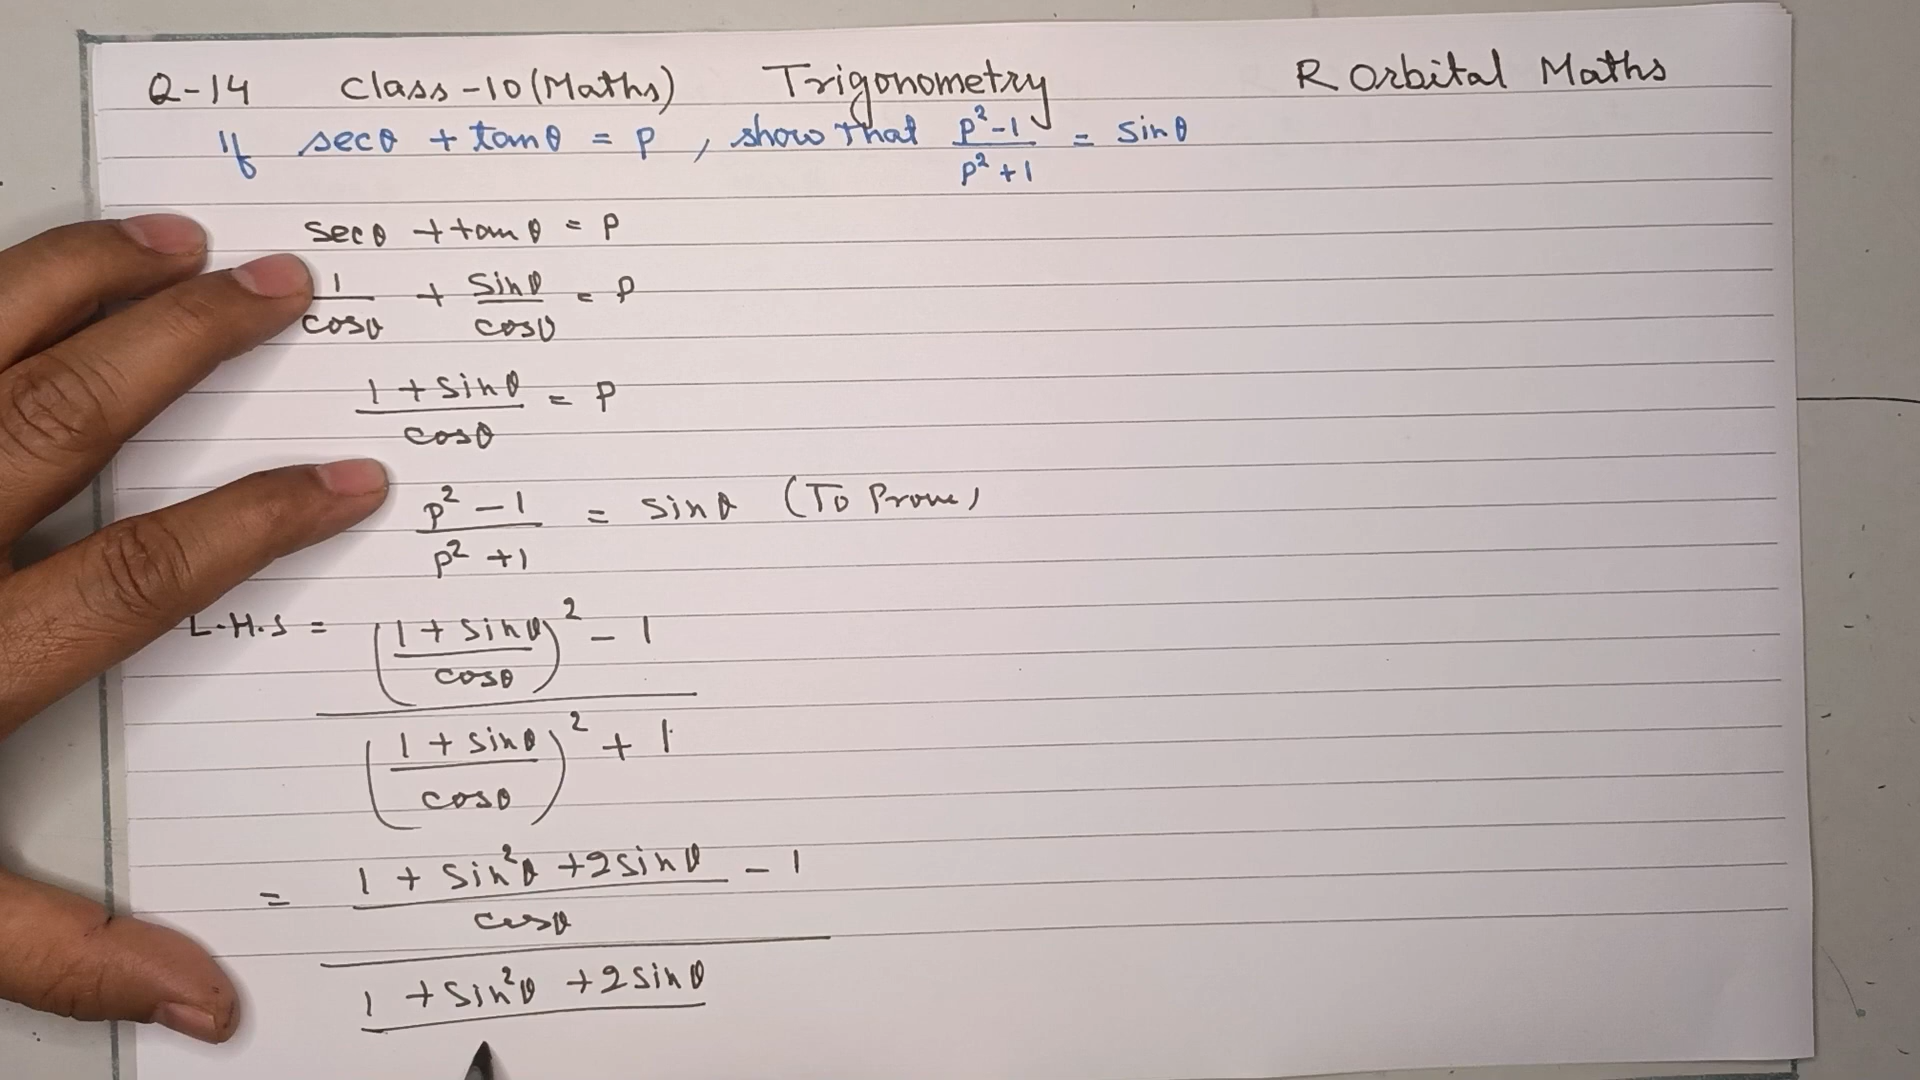 Q-14 Class-10 (Maths) Trigonometry R Orbital Maths
If secθ + tanθ = p, show that (p²-1)/(p²+1) = sinθ
secθ + tanθ = p
1/cosθ + sinθ/cosθ = p
(1 + sinθ)/cosθ = p
(p² - 1)/(p² + 1) = sinθ (To Prove)
L.H.S = (((1 + sinθ)/cosθ)² - 1)/(((1 + sinθ)/cosθ)² + 1)
= (1 + sin²θ + 2sinθ)/cosθ - 1
1 + sin²θ + 2sinθ